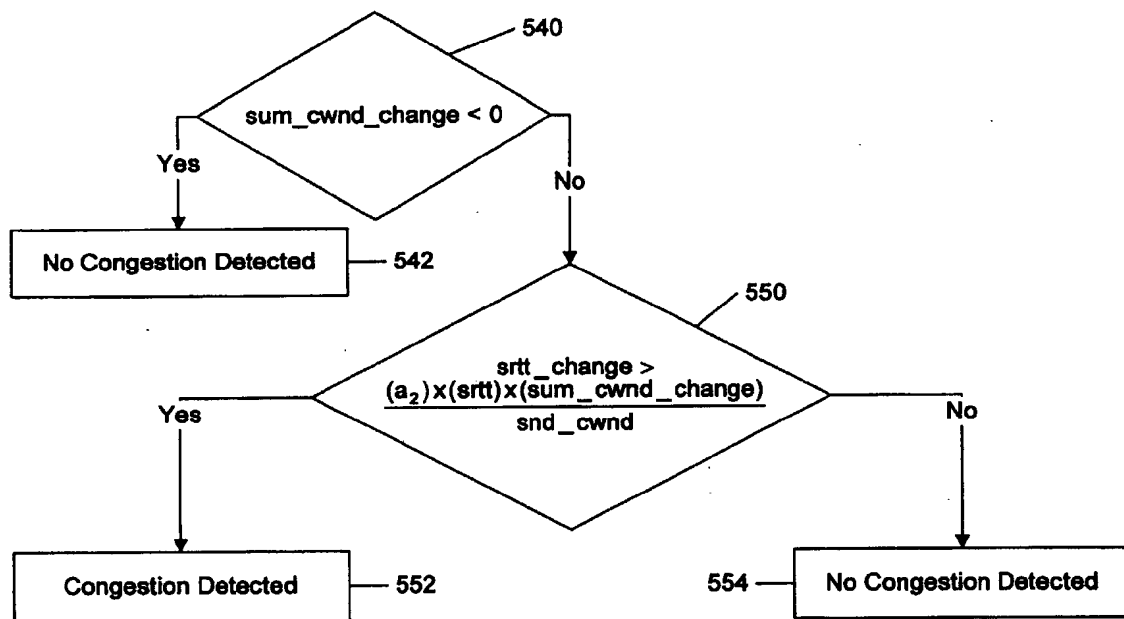 540
sum_cwnd_change < 0
Yes
No
No Congestion Detected
542
550
srtt_change >
(a₂)x(srtt)x(sum_cwnd_change)
snd_cwnd
Yes
No
Congestion Detected
552
554
No Congestion Detected